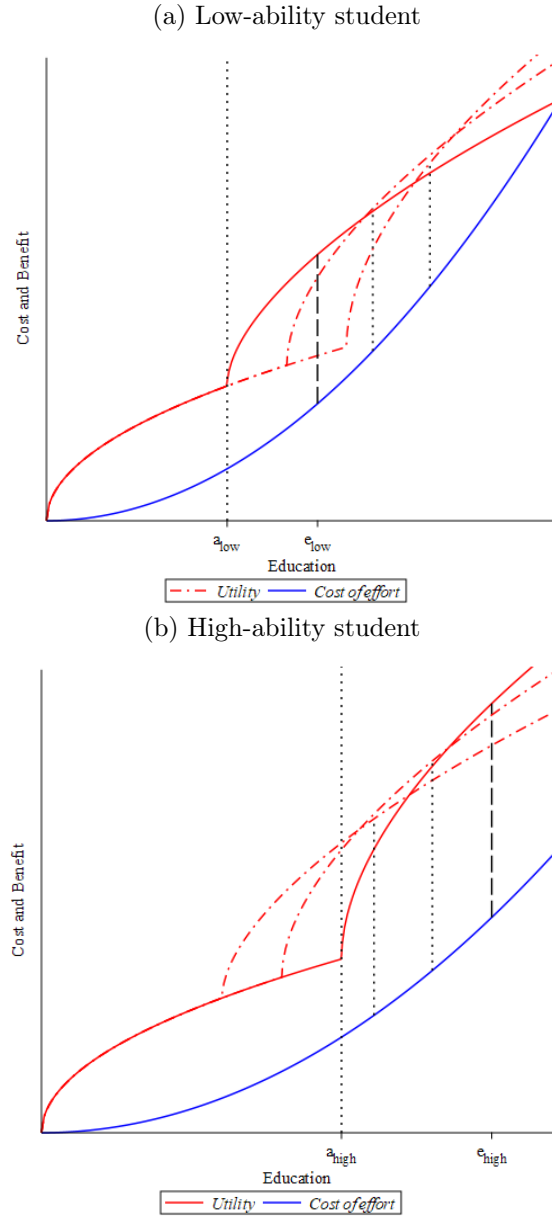 (a) Low-ability student
Cost and Benefit
a_low e_low
Education
Utility Cost of effort
(b) High-ability student
Cost and Benefit
a_high e_high
Education
Utility Cost of effort